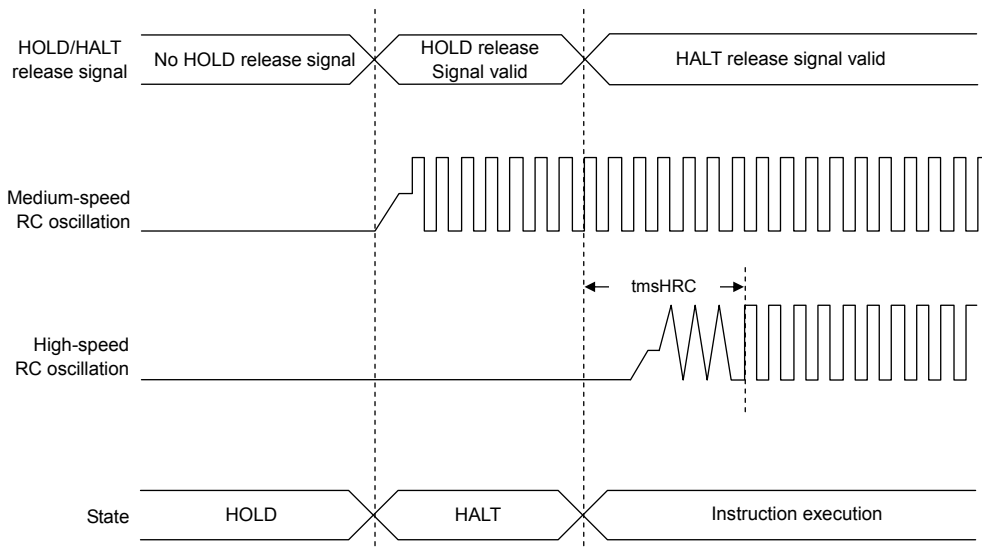 HOLD/HALT
release signal
No HOLD release signal
HOLD release
Signal valid
HALT release signal valid
Medium-speed
RC oscillation
tmsHRC
High-speed
RC oscillation
State
HOLD
HALT
Instruction execution